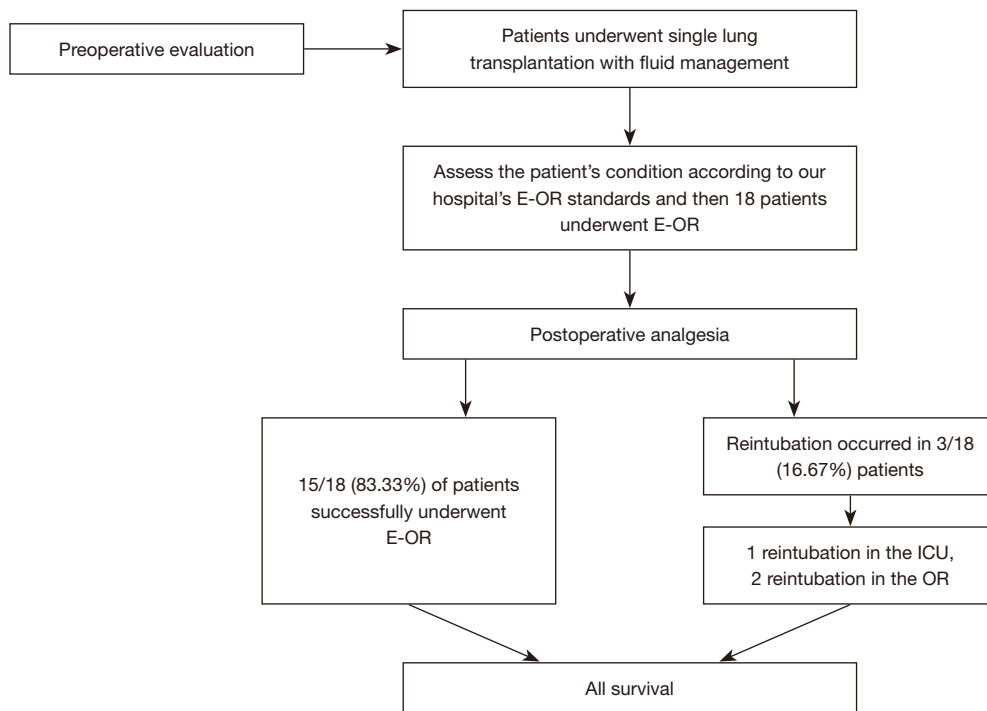 Preoperative evaluation
Patients underwent single lung
transplantation with fluid management
Assess the patient's condition according to our
hospital's E-OR standards and then 18 patients
underwent E-OR
Postoperative analgesia
15/18 (83.33%) of patients
successfully underwent
E-OR
Reintubation occurred in 3/18
(16.67%) patients
1 reintubation in the ICU,
2 reintubation in the OR
All survival